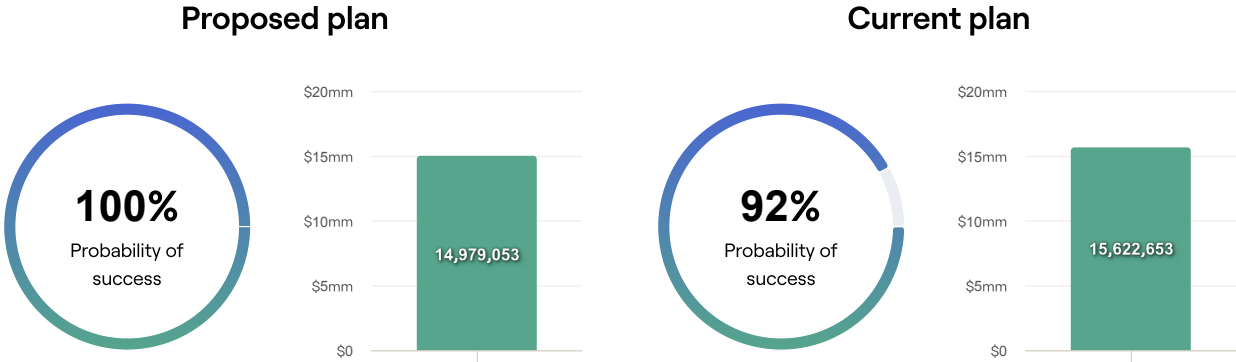 Proposed plan
100%
Probability of
success
$20mm
$15mm
$10mm
$5mm
$0
14,979,053
Current plan
92%
Probability of
success
$20mm
$15mm
$10mm
$5mm
$0
15,622,653